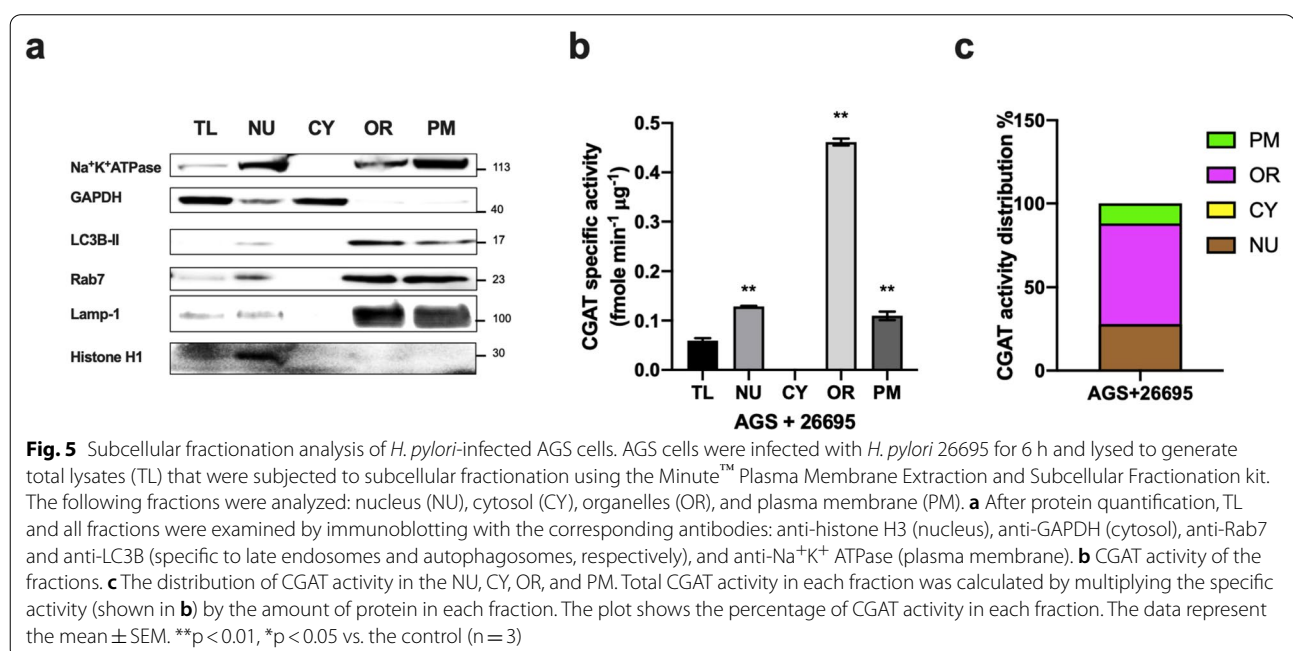 a
TL NU CY OR PM
Na⁺K⁺ATPase 113
GAPDH 40
LC3B-II 17
Rab7 23
Lamp-1 100
Histone H1 30
b
CGAT specific activity
(fmole min⁻¹ µg⁻¹)
0.5
0.4
0.3
0.2
0.1
0.0
** ** **
TL NU CY OR PM
AGS + 26695
c
CGAT activity distribution %
150
100
50
0
AGS+26695
PM
OR
CY
NU
Fig. 5 Subcellular fractionation analysis of H. pylori-infected AGS cells. AGS cells were infected with H. pylori 26695 for 6 h and lysed to generate
total lysates (TL) that were subjected to subcellular fractionation using the Minute™ Plasma Membrane Extraction and Subcellular Fractionation kit.
The following fractions were analyzed: nucleus (NU), cytosol (CY), organelles (OR), and plasma membrane (PM). a After protein quantification, TL
and all fractions were examined by immunoblotting with the corresponding antibodies: anti-histone H3 (nucleus), anti-GAPDH (cytosol), anti-Rab7
and anti-LC3B (specific to late endosomes and autophagosomes, respectively), and anti-Na⁺K⁺ ATPase (plasma membrane). b CGAT activity of the
fractions. c The distribution of CGAT activity in the NU, CY, OR, and PM. Total CGAT activity in each fraction was calculated by multiplying the specific
activity (shown in b) by the amount of protein in each fraction. The plot shows the percentage of CGAT activity in each fraction. The data represent
the mean ± SEM. **p < 0.01, *p < 0.05 vs. the control (n = 3)